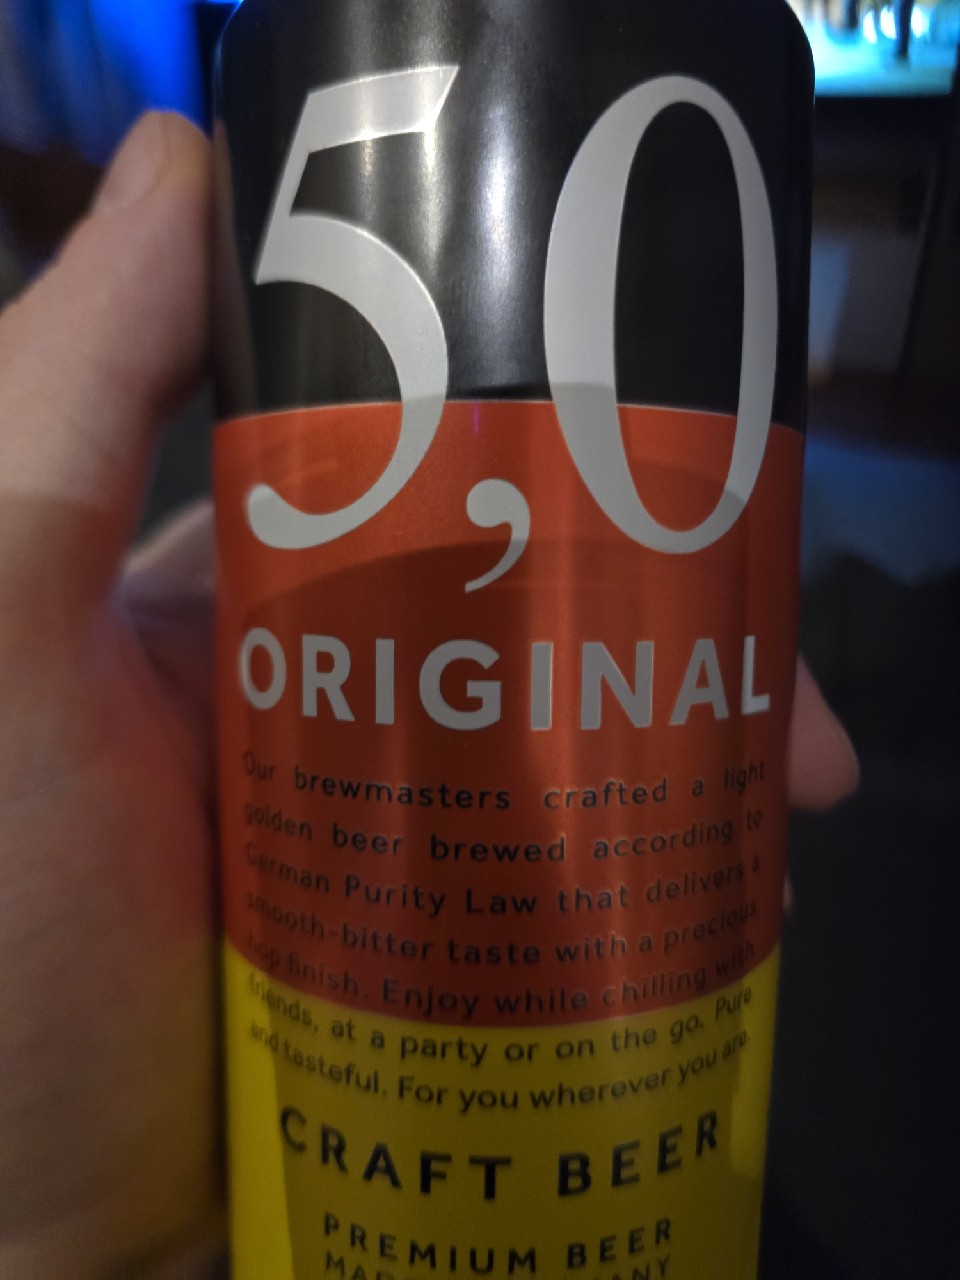 5,0
ORIGINAL
Our brewmasters crafted a light
golden beer brewed according to
German Purity Law that delivers a
smooth-bitter taste with a precious
hop finish. Enjoy while chilling with
friends, at a party or on the go. Pure
and tasteful. For you wherever you are.
CRAFT BEER
PREMIUM BEER